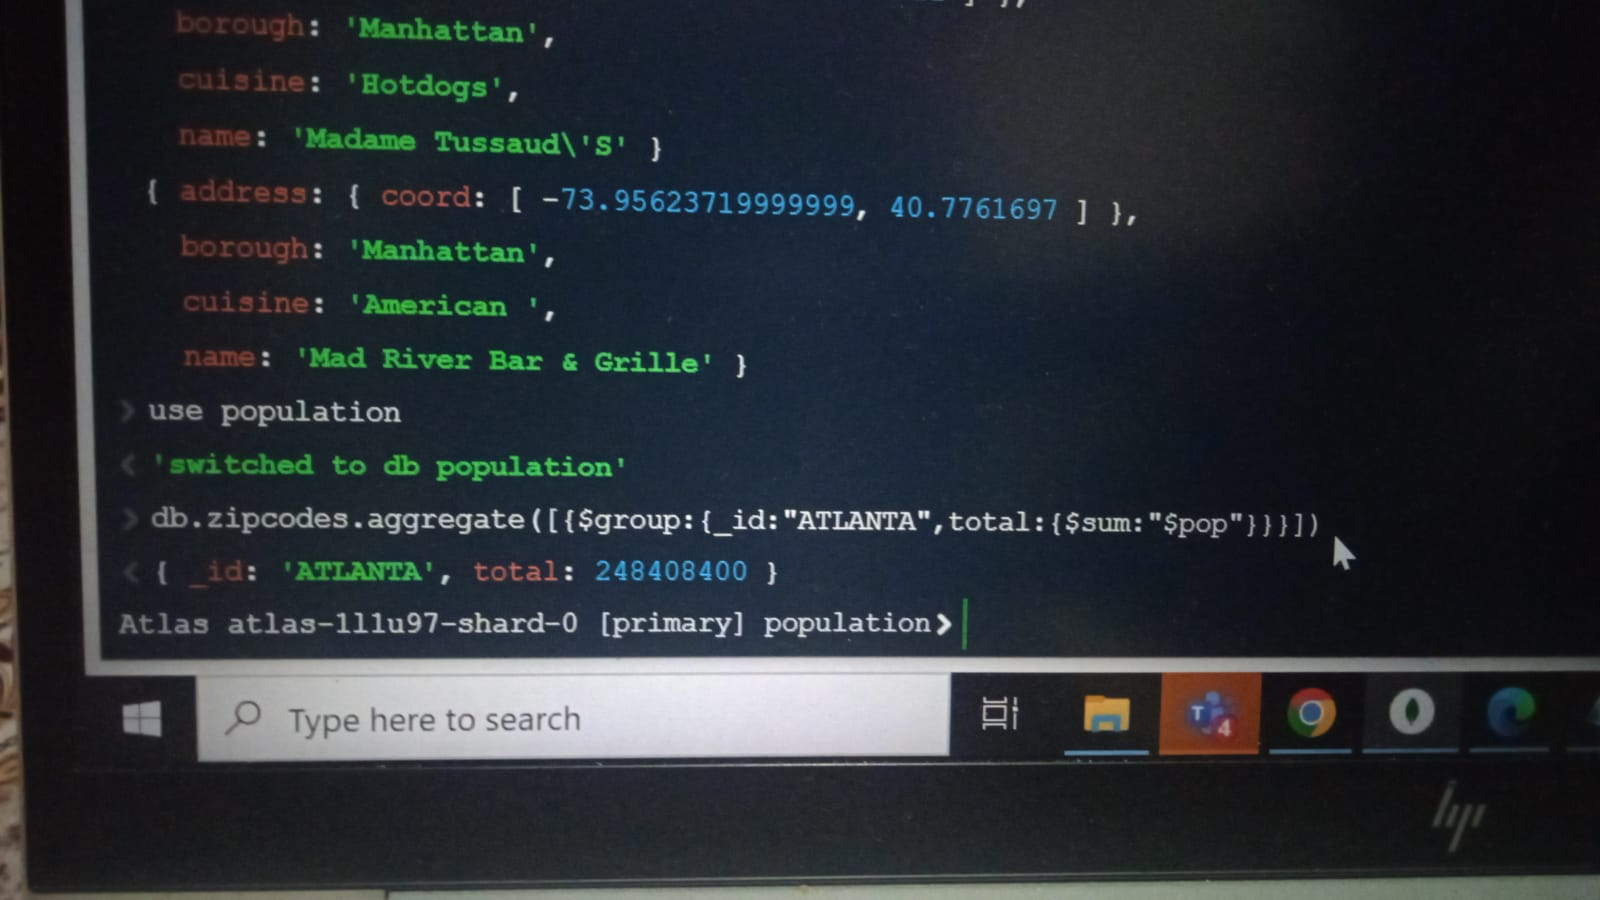 ] },
borough: 'Manhattan',
cuisine: 'Hotdogs',
name: 'Madame Tussaud\'S' }
{ address: { coord: [ -73.95623719999999, 40.7761697 ] },
borough: 'Manhattan',
cuisine: 'American ',
name: 'Mad River Bar & Grille' }
> use population
< 'switched to db population'
> db.zipcodes.aggregate([{$group:{_id:"ATLANTA",total:{$sum:"$pop"}}}])
< { _id: 'ATLANTA', total: 248408400 }
Atlas atlas-111u97-shard-0 [primary] population>
Type here to search
T 4
hp